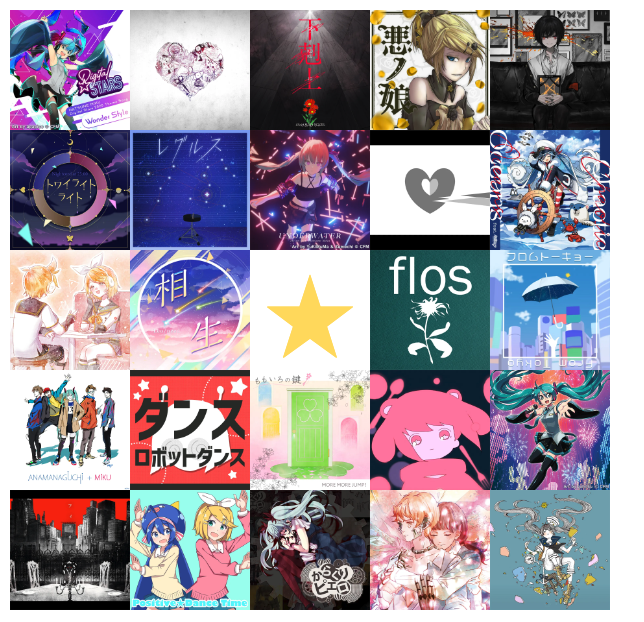 Digital
STARS
Wonder Style
下剋上
悪ノ娘
トワイライト
ライト
レグルス
UNDERWATER
Chaotic
Oceans
相生
flos
フロムトーキョー
From Tokyo
ANAMANAGUCHI + MIKU
ダンス
ロボットダンス
ももいろの鍵
MORE MORE JUMP!
Positive★Dance Time
からくり
ピエロ